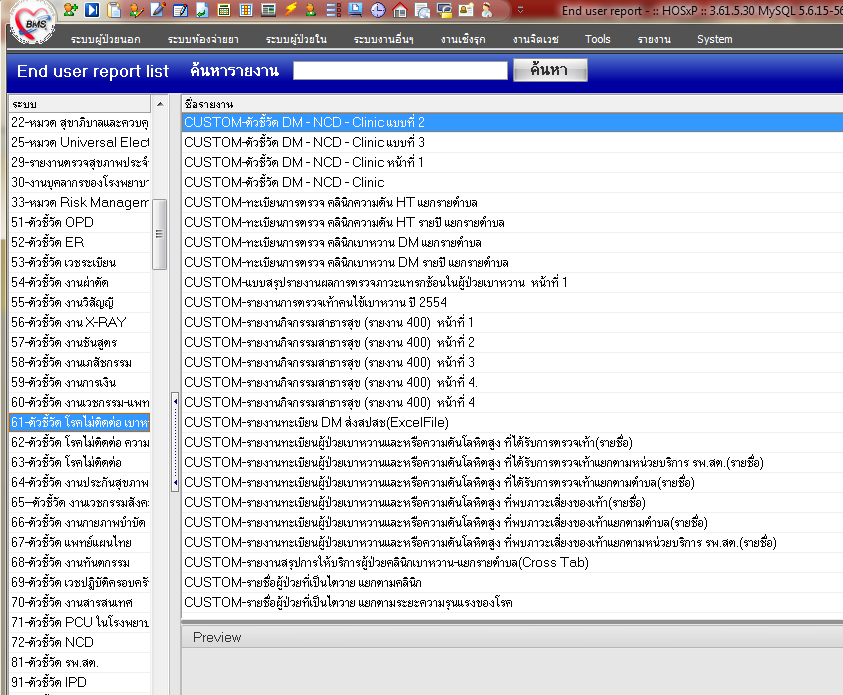 End user report - :: HOSxP :: 3.61.5.30 MySQL 5.6.15-56
BMS
ระบบผู้ป่วยนอก ระบบห้องจ่ายยา ระบบผู้ป่วยใน ระบบงานอื่นๆ งานเชิงรุก งานจิตเวช Tools รายงาน System
End user report list ค้นหารายงาน ค้นหา
ระบบ
22-หมวด สุขาภิบาลและควบคุ
25-หมวด Universal Elect
29-รายงานตรวจสุขภาพประจำ
30-งานบุคลากรของโรงพยาบา
33-หมวด Risk Managem
51-ตัวชี้วัด OPD
52-ตัวชี้วัด ER
53-ตัวชี้วัด เวชระเบียน
54-ตัวชี้วัด งานผ่าตัด
55-ตัวชี้วัด งานวิสัญญี
56-ตัวชี้วัด งาน X-RAY
57-ตัวชี้วัด งานชันสูตร
58-ตัวชี้วัด งานเภสัชกรรม
59-ตัวชี้วัด งานการเงิน
60-ตัวชี้วัด งานเวชกรรม-แพท
61-ตัวชี้วัด โรคไม่ติดต่อ เบาห
62-ตัวชี้วัด โรคไม่ติดต่อ ความ
63-ตัวชี้วัด โรคไม่ติดต่อ
64-ตัวชี้วัด งานประกันสุขภาพ
65--ตัวชี้วัด งานเวชกรรมสังค
66-ตัวชี้วัด งานกายภาพบำบัด
67-ตัวชี้วัด แพทย์แผนไทย
68-ตัวชี้วัด งานทันตกรรม
69-ตัวชี้วัด เวชปฏิบัติครอบครั
70-ตัวชี้วัด งานสารสนเทศ
71-ตัวชี้วัด PCU ในโรงพยาบ
72-ตัวชี้วัด NCD
81-ตัวชี้วัด รพ.สต.
91-ตัวชี้วัด IPD
ชื่อรายงาน
CUSTOM-ตัวชี้วัด DM - NCD - Clinic แบบที่ 2
CUSTOM-ตัวชี้วัด DM - NCD - Clinic แบบที่ 3
CUSTOM-ตัวชี้วัด DM - NCD - Clinic หน้าที่ 1
CUSTOM-ตัวชี้วัด DM - NCD - Clinic
CUSTOM-ทะเบียนการตรวจ คลินิกความดัน HT แยกรายตำบล
CUSTOM-ทะเบียนการตรวจ คลินิกความดัน HT รายปี แยกรายตำบล
CUSTOM-ทะเบียนการตรวจ คลินิกเบาหวาน DM แยกรายตำบล
CUSTOM-ทะเบียนการตรวจ คลินิกเบาหวาน DM รายปี แยกรายตำบล
CUSTOM-แบบสรุปรายงานผลการตรวจภาวะแทรกซ้อนในผู้ป่วยเบาหวาน หน้าที่ 1
CUSTOM-รายงานการตรวจเท้าคนไข้เบาหวาน ปี 2554
CUSTOM-รายงานกิจกรรมสาธารสุข (รายงาน 400) หน้าที่ 1
CUSTOM-รายงานกิจกรรมสาธารสุข (รายงาน 400) หน้าที่ 2
CUSTOM-รายงานกิจกรรมสาธารสุข (รายงาน 400) หน้าที่ 3
CUSTOM-รายงานกิจกรรมสาธารสุข (รายงาน 400) หน้าที่ 4.
CUSTOM-รายงานกิจกรรมสาธารสุข (รายงาน 400) หน้าที่ 4
CUSTOM-รายงานทะเบียน DM ส่งสปสช(ExcelFile)
CUSTOM-รายงานทะเบียนผู้ป่วยเบาหวานและหรือความดันโลหิตสูง ที่ได้รับการตรวจเท้า(รายชื่อ)
CUSTOM-รายงานทะเบียนผู้ป่วยเบาหวานและหรือความดันโลหิตสูง ที่ได้รับการตรวจเท้าแยกตามหน่วยบริการ รพ.สต.(รายชื่อ)
CUSTOM-รายงานทะเบียนผู้ป่วยเบาหวานและหรือความดันโลหิตสูง ที่ได้รับการตรวจเท้าแยกตามตำบล(รายชื่อ)
CUSTOM-รายงานทะเบียนผู้ป่วยเบาหวานและหรือความดันโลหิตสูง ที่พบภาวะเสี่ยงของเท้า(รายชื่อ)
CUSTOM-รายงานทะเบียนผู้ป่วยเบาหวานและหรือความดันโลหิตสูง ที่พบภาวะเสี่ยงของเท้าแยกตามตำบล(รายชื่อ)
CUSTOM-รายงานทะเบียนผู้ป่วยเบาหวานและหรือความดันโลหิตสูง ที่พบภาวะเสี่ยงของเท้าแยกตามหน่วยบริการ รพ.สต.(รายชื่อ)
CUSTOM-รายงานสรุปการให้บริการผู้ป่วยคลินิกเบาหวาน-แยกรายตำบล(Cross Tab)
CUSTOM-รายชื่อผู้ป่วยที่เป็นไตวาย แยกตามคลินิก
CUSTOM-รายชื่อผู้ป่วยที่เป็นไตวาย แยกตามระยะความรุนแรงของโรค
Preview